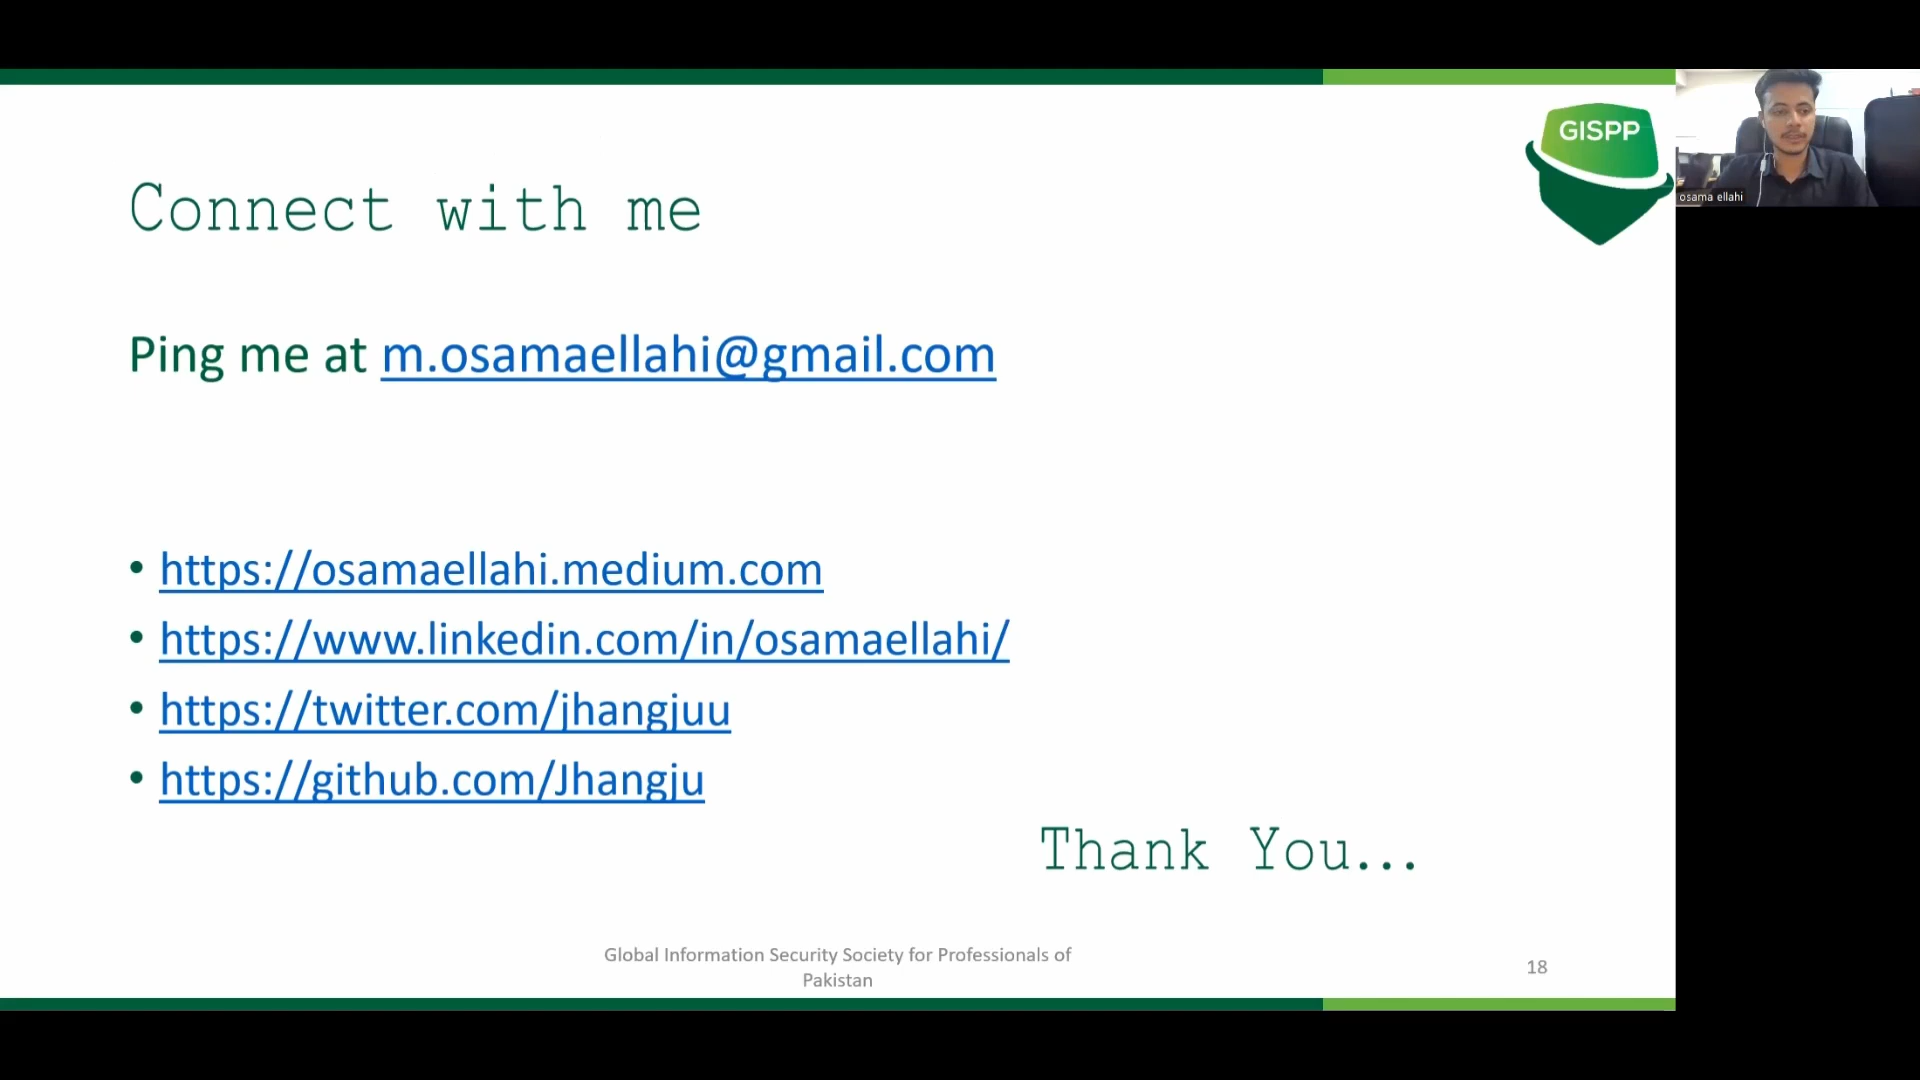 GISPP
osama ellahi
Connect with me
Ping me at m.osamaellahi@gmail.com
• https://osamaellahi.medium.com
• https://www.linkedin.com/in/osamaellahi/
• https://twitter.com/jhangjuu
• https://github.com/Jhangju
Thank You...
Global Information Security Society for Professionals of
Pakistan
18